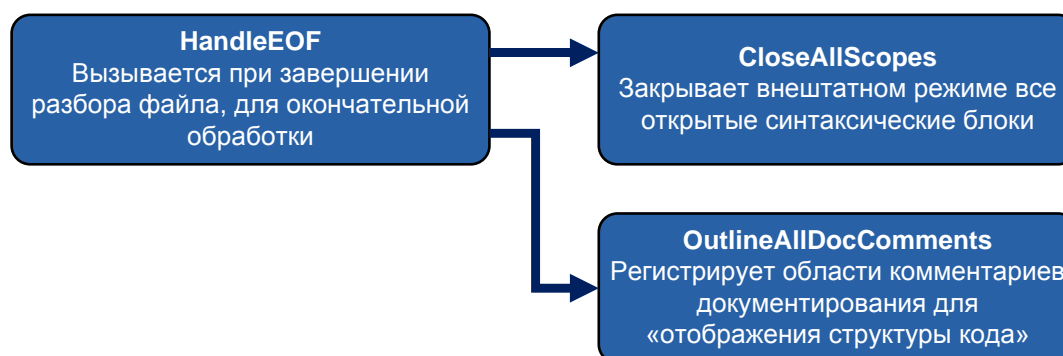 HandleEOF
Вызывается при завершении
разбора файла, для окончательной
обработки
CloseAllScopes
Закрывает внештатном режиме все
открытые синтаксические блоки
OutlineAllDocComments
Регистрирует области комментариев
документирования для
«отображения структуры кода»